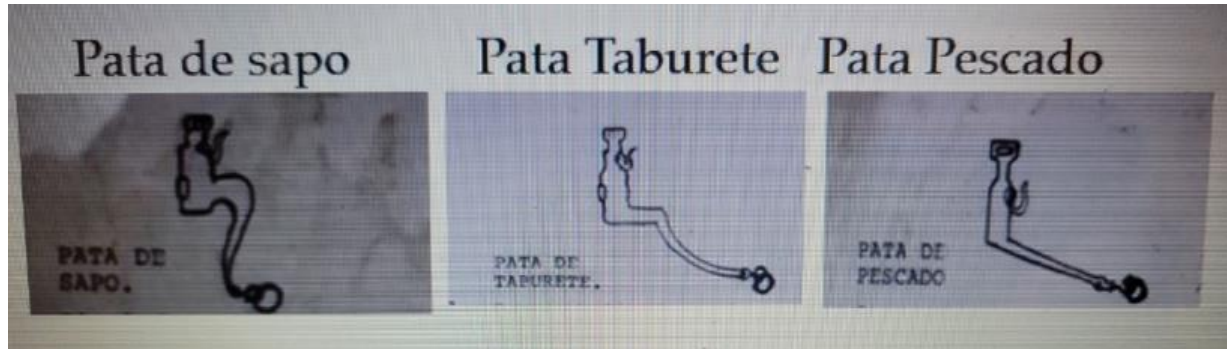 Pata de sapo
Pata Taburete
Pata Pescado
PATA DE
SAPO.
PATA DE
TABURETE.
PATA DE
PESCADO